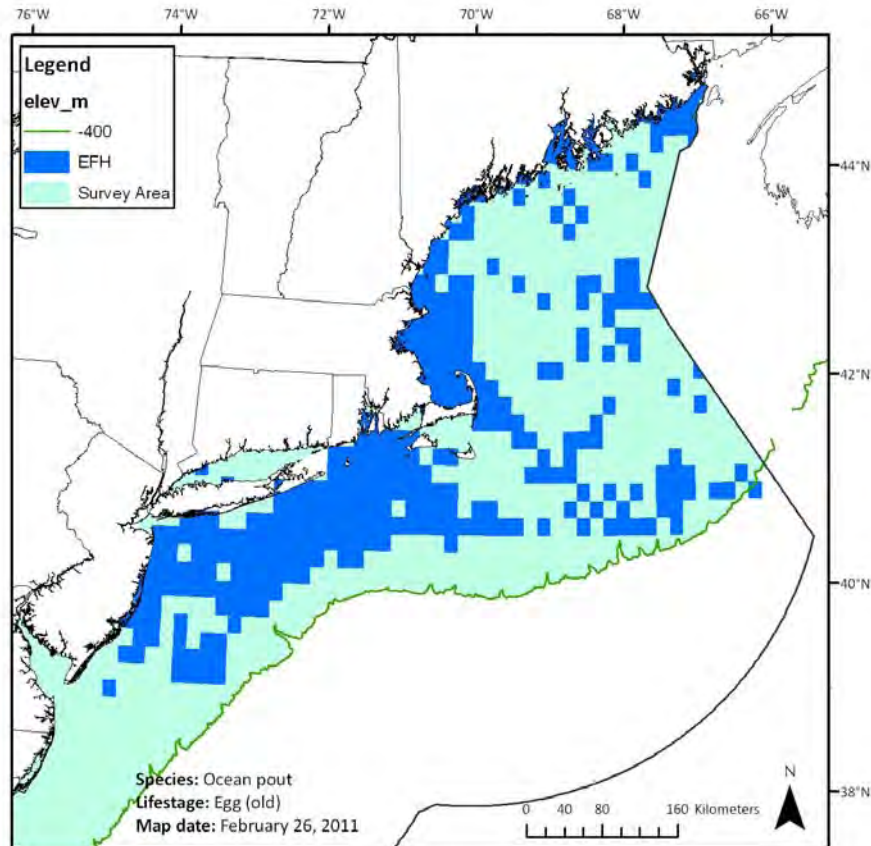 76°W 74°W 72°W 70°W 68°W 66°W
Legend
elev_m
-400
EFH
Survey Area
44°N
42°N
40°N
38°N
Species: Ocean pout
Lifestage: Egg (old)
Map date: February 26, 2011
0 40 80 160 Kilometers
N